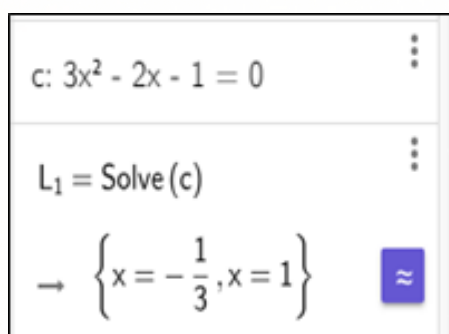 c: 3x² - 2x - 1 = 0
L₁ = Solve(c)
→ {x = -1/3, x = 1} ≈